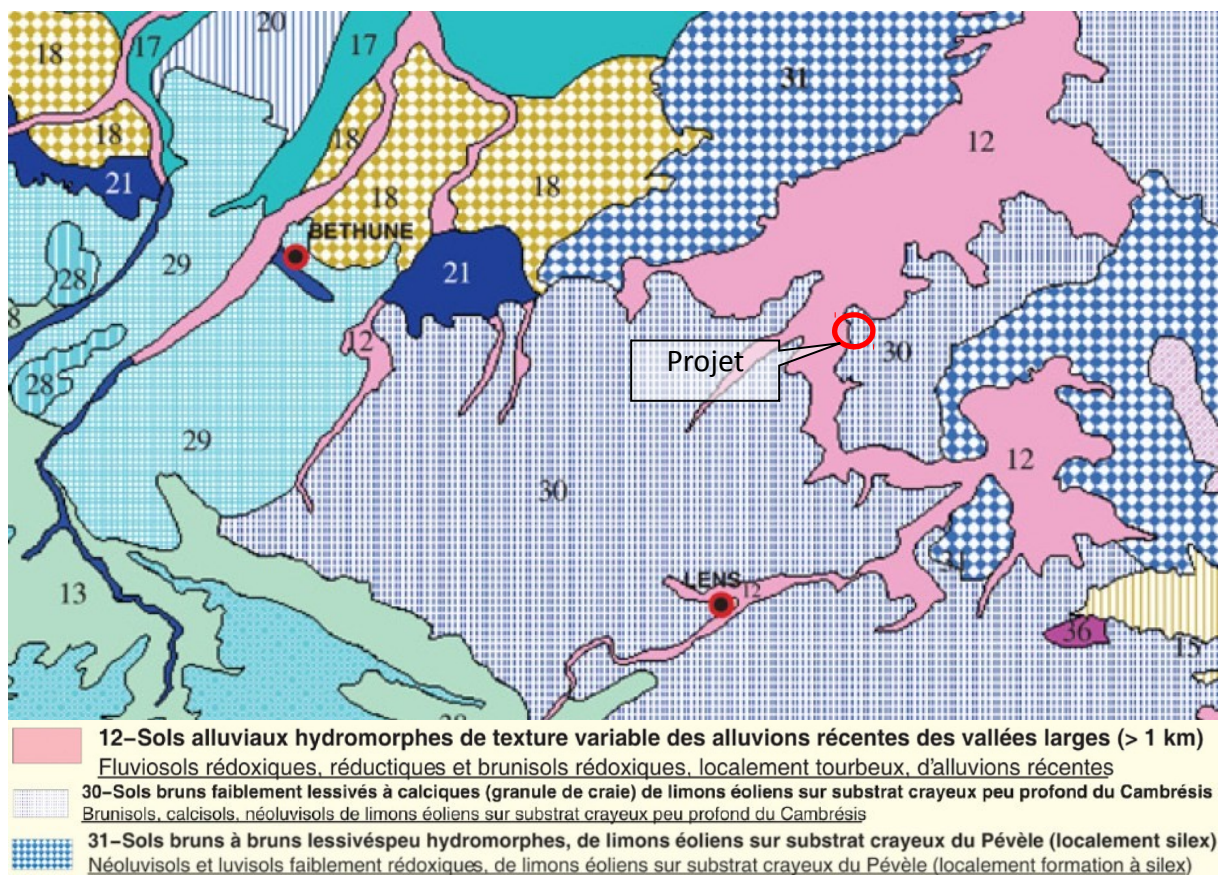 18
17
20
17
31
12
18
18
18
18
21
BETHUNE
29
28
21
8
12
30
Projet
28
29
30
12
31
LENS
12
13
36
15
12–Sols alluviaux hydromorphes de texture variable des alluvions récentes des vallées larges (> 1 km)
Fluviosols rédoxiques, réductiques et brunisols rédoxiques, localement tourbeux, d'alluvions récentes
30–Sols bruns faiblement lessivés à calciques (granule de craie) de limons éoliens sur substrat crayeux peu profond du Cambrésis
Brunisols, calcisols, néoluvisols de limons éoliens sur substrat crayeux peu profond du Cambrésis
31–Sols bruns à bruns lessivéspeu hydromorphes, de limons éoliens sur substrat crayeux du Pévèle (localement silex)
Néoluvisols et luvisols faiblement rédoxiques, de limons éoliens sur substrat crayeux du Pévèle (localement formation à silex)